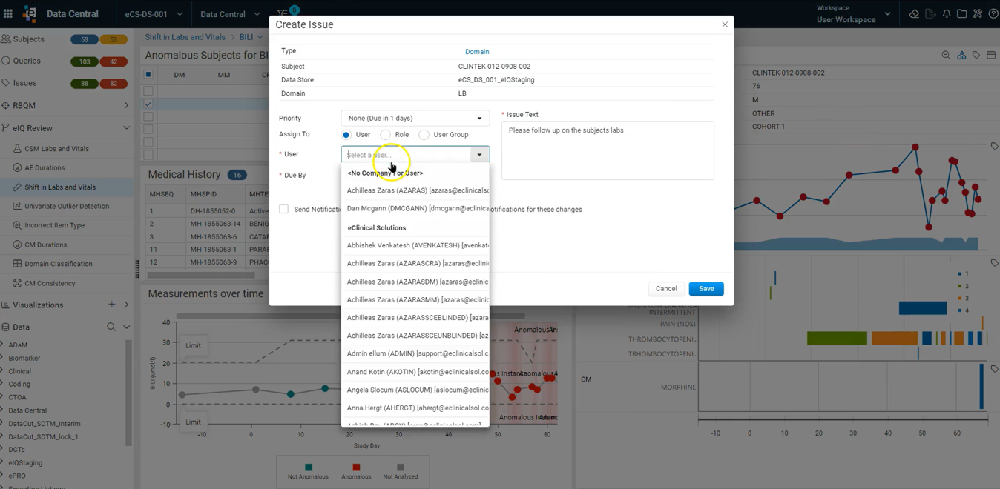 Data Central
eCS-DS-001
Data Central
0
Workspace
User Workspace
Subjects 53 53
Queries 103 42
Issues 88 82
RBQM
eIQ Review
CSM Labs and Vitals
AE Durations
Shift in Labs and Vitals
Univariate Outlier Detection
Incorrect Item Type
CM Durations
Domain Classification
CM Consistency
Visualizations
Data
ADaM
Biomarker
Clinical
Coding
CTOA
Data Central
DataCut_SDTM_Interim
DataCut_SDTM_lock_1
DCTs
eIQStaging
ePRO
Exception Listings
Shift in Labs and Vitals > BILI
Anomalous Subjects for BI
DM MM
Medical History 16
MHSEQ MHSPID MHTE
1 DH-1855052-0 Active
2 MH-1855063-14 BENIG
3 MH-1855063-6 CATAF
11 MH-1855063-1 PARAF
12 MH-1855063-9 PHACO
Measurements over time
BILI (umol/l)
40
30
20
10
0
-10
Limit
Limit
-10 0 10 20 30 40 50 60
Study Day
Not Anomalous Anomalous Not Analyzed
Create Issue
Type Domain
Subject CLINTEK-012-0908-002
Data Store eCS_DS_001_eIQStaging
Domain LB
Priority None (Due in 1 days)
Assign To User Role User Group
* User Select a user...
* Due By
* Issue Text
Please follow up on the subjects labs
Send Notificatio
otifications for these changes
<No Company For User>
Achilleas Zaras (AZARAS) [azaras@eclinicalso
Dan Mcgann (DMCGANN) [dmcgann@eclinica
eClinical Solutions
Abhishek Venkatesh (AVENKATESH) [avenkate
Achilleas Zaras (AZARASCRA) [azaras@eclini
Achilleas Zaras (AZARASDM) [azaras@eclinic
Achilleas Zaras (AZARASMM) [azaras@eclinic
Achilleas Zaras (AZARASSCEBLINDED) [azara
Achilleas Zaras (AZARASSCEUNBLINDED) [az
Admin ellum (ADMIN) [support@eclinicalsol.c
Anand Kotin (AKOTIN) [akotin@eclinicalsol.co
Angela Slocum (ASLOCUM) [aslocum@eclinic
Anna Hergt (AHERGT) [ahergt@eclinicalsol.co
Cancel Save
CLINTEK-012-0908-002
76
M
OTHER
COHORT 1
1
2
3
4
INTERMITTENT
PAIN (NOS)
THROMBOCYTOPENI...
TRHOMBOCYTOPENI...
CM
MORPHINE
-10 0 10 20 30 40 50 60